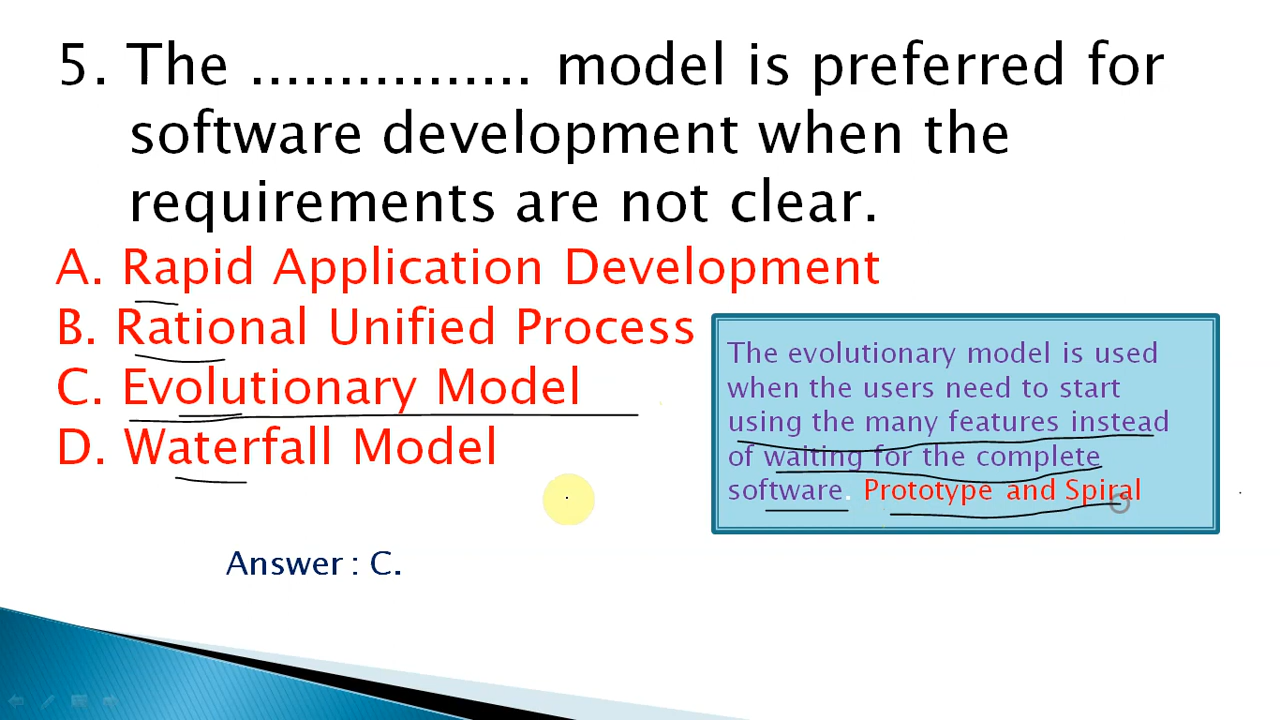 5. The ................ model is preferred for
software development when the
requirements are not clear.
A. Rapid Application Development
B. Rational Unified Process
C. Evolutionary Model
D. Waterfall Model
The evolutionary model is used
when the users need to start
using the many features instead
of waiting for the complete
software. Prototype and Spiral
Answer : C.